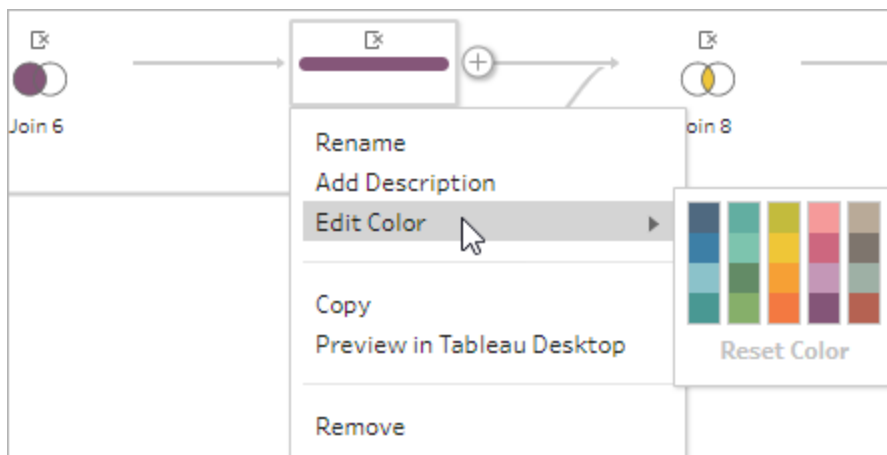 Join 6
oin 8
Rename
Add Description
Edit Color
Copy
Preview in Tableau Desktop
Remove
Reset Color